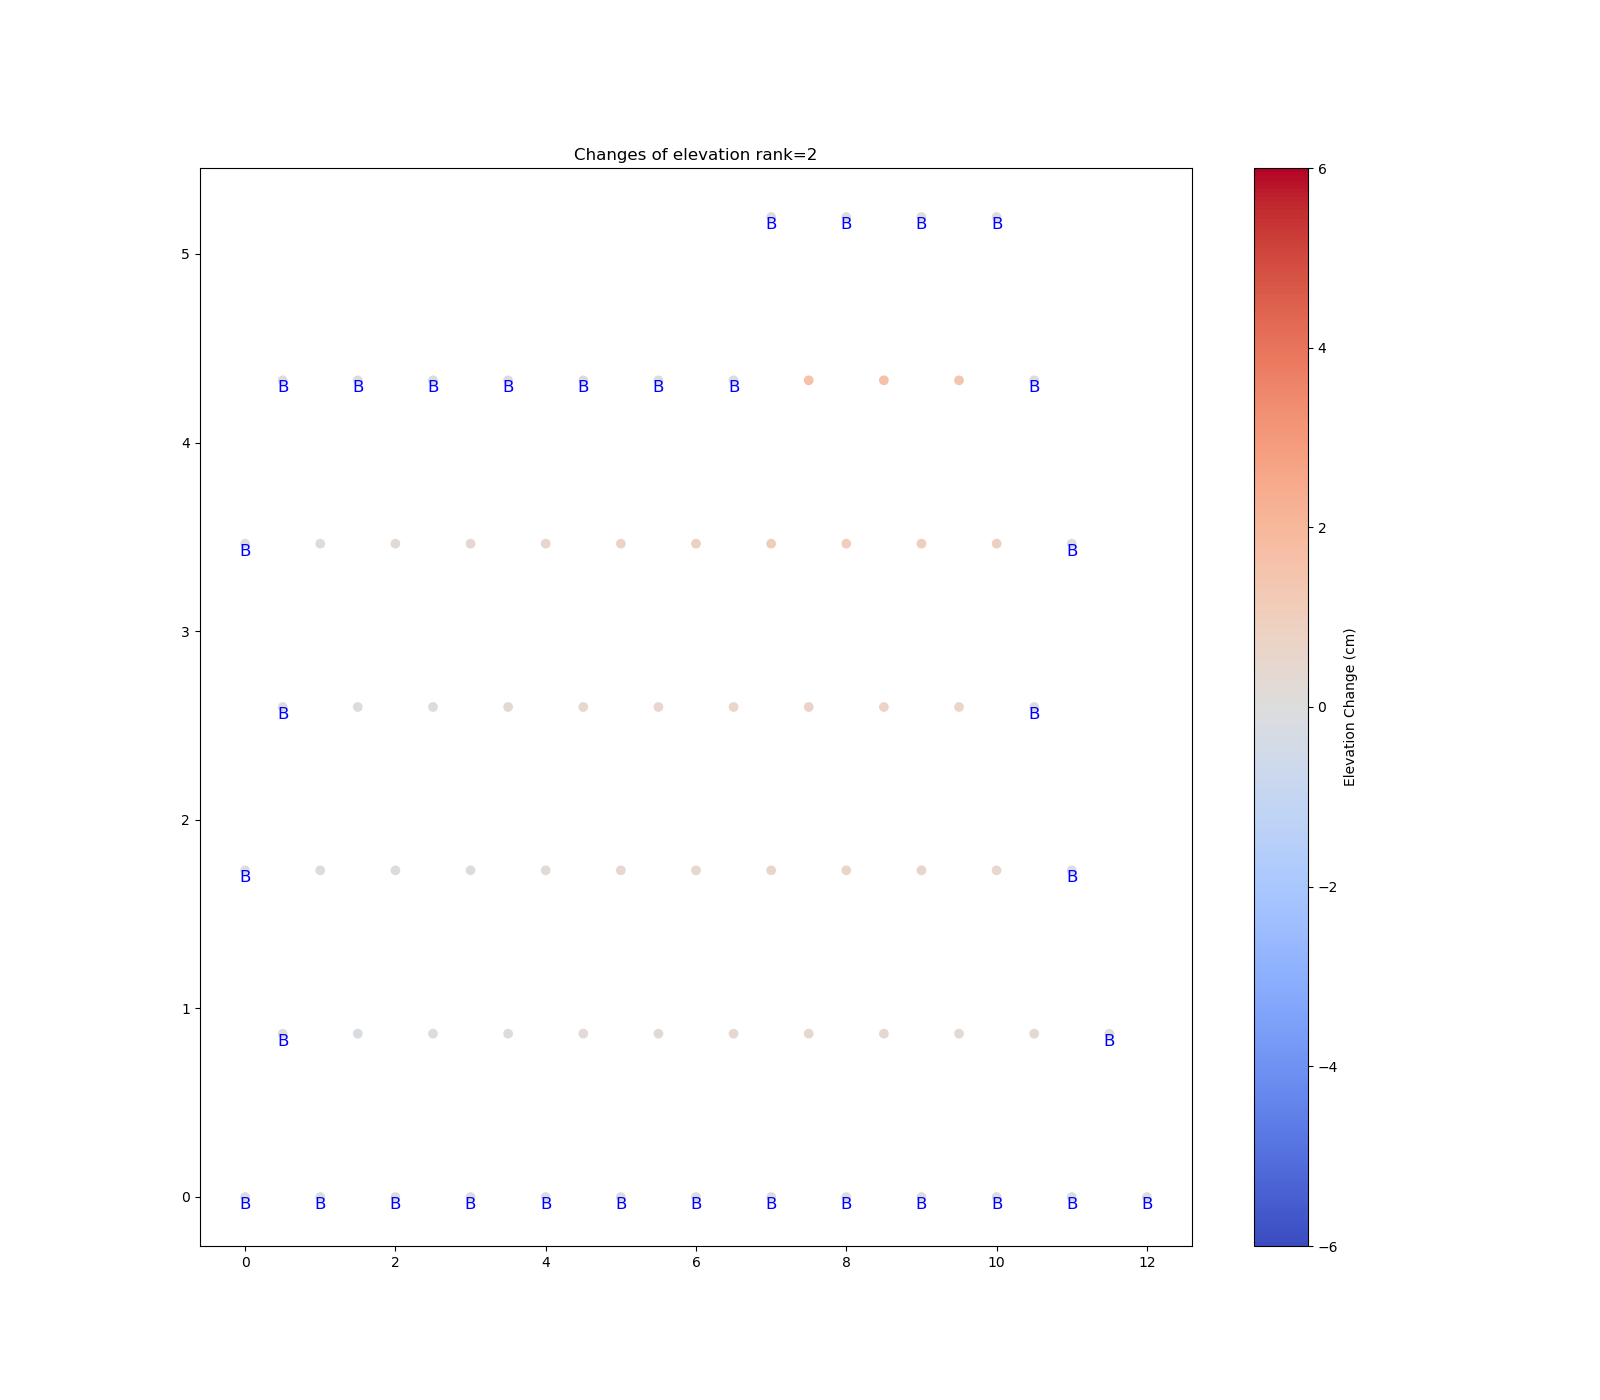 Changes of elevation rank=2
B B B B
5
B B B B B B B B
4
B B
3
B B
2
B B
1
B B
0
B B B B B B B B B B B B B
0 2 4 6 8 10 12
6
4
2
0
−2
−4
−6
Elevation Change (cm)